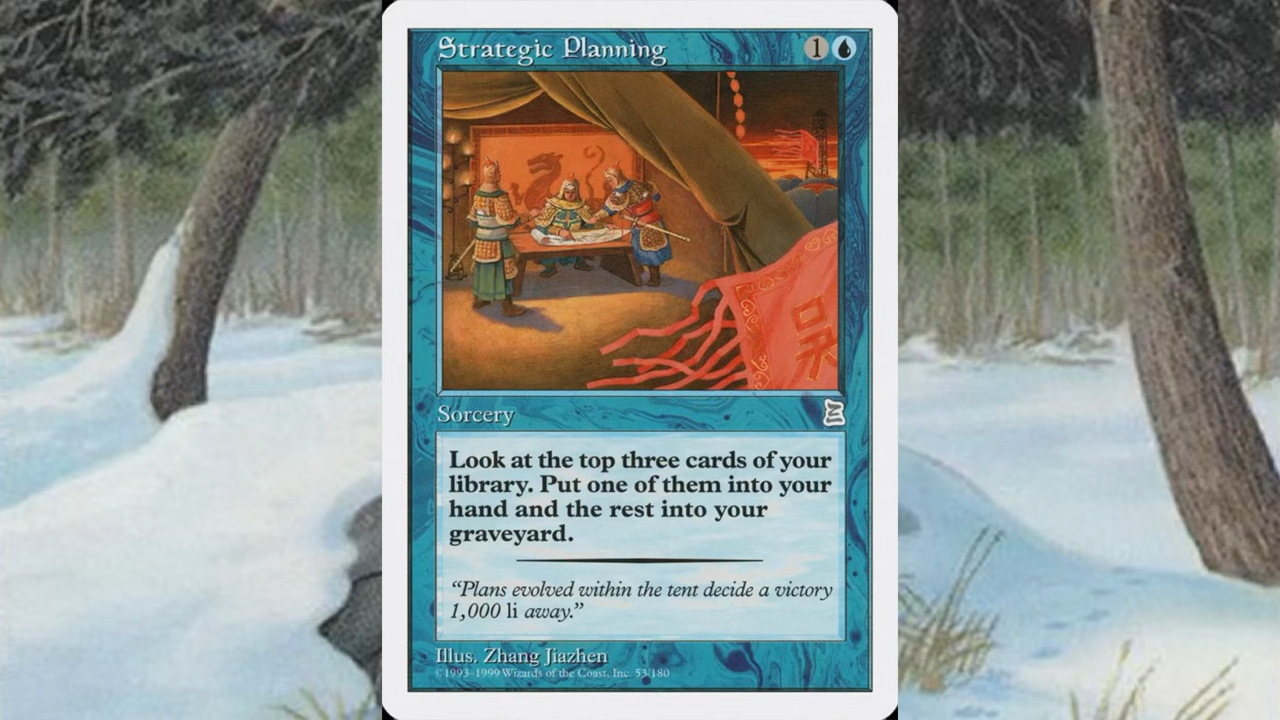 Strategic Planning 1
Sorcery
Look at the top three cards of your
library. Put one of them into your
hand and the rest into your
graveyard.
“Plans evolved within the tent decide a victory
1,000 li away.”
Illus. Zhang Jiazhen
©1993–1999 Wizards of the Coast, Inc. 53/180
吴